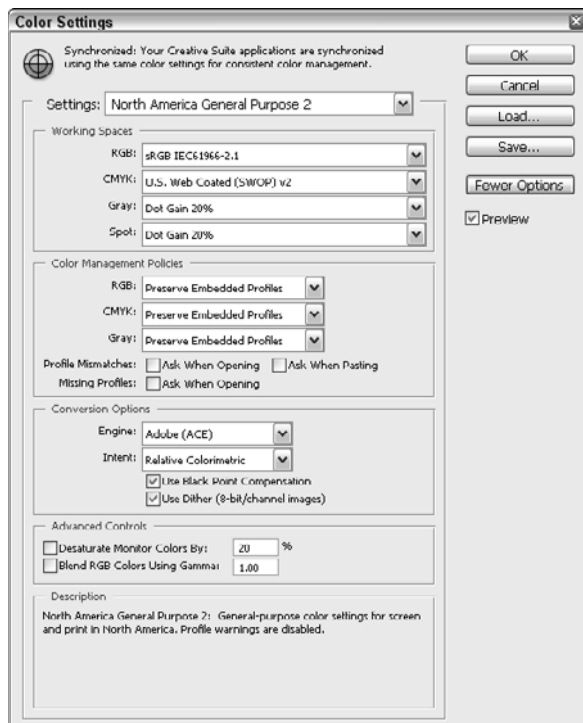 Color Settings
Synchronized: Your Creative Suite applications are synchronized
using the same color settings for consistent color management.
OK
Cancel
Load...
Save...
Fewer Options
Preview
Settings: North America General Purpose 2
Working Spaces
RGB: sRGB IEC61966-2.1
CMYK: U.S. Web Coated (SWOP) v2
Gray: Dot Gain 20%
Spot: Dot Gain 20%
Color Management Policies
RGB: Preserve Embedded Profiles
CMYK: Preserve Embedded Profiles
Gray: Preserve Embedded Profiles
Profile Mismatches: Ask When Opening Ask When Pasting
Missing Profiles: Ask When Opening
Conversion Options
Engine: Adobe (ACE)
Intent: Relative Colorimetric
Use Black Point Compensation
Use Dither (8-bit/channel images)
Advanced Controls
Desaturate Monitor Colors By: 20 %
Blend RGB Colors Using Gamma: 1.00
Description
North America General Purpose 2: General-purpose color settings for screen
and print in North America. Profile warnings are disabled.